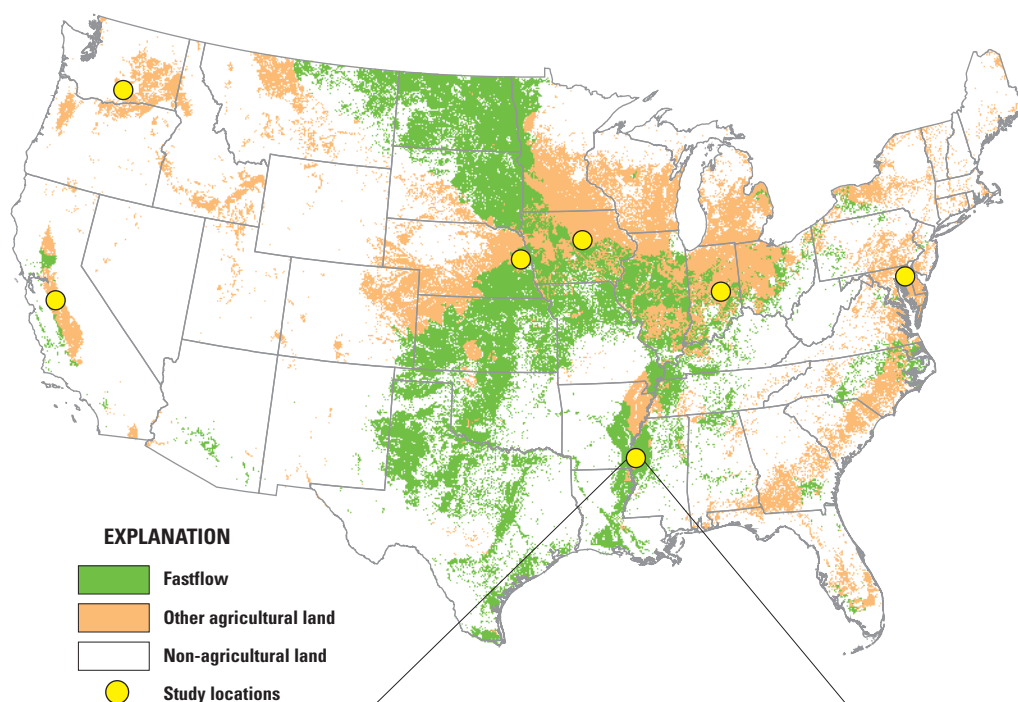 EXPLANATION
Fastflow
Other agricultural land
Non-agricultural land
Study locations